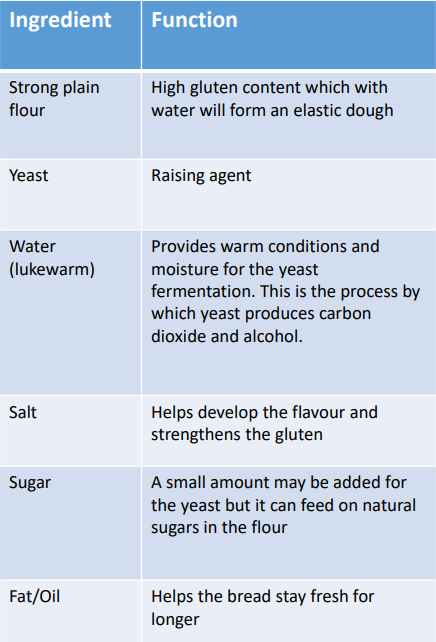 Ingredient Function
Strong plain flour High gluten content which with
water will form an elastic dough
Yeast Raising agent
Water (lukewarm) Provides warm conditions and
moisture for the yeast
fermentation. This is the process by
which yeast produces carbon
dioxide and alcohol.
Salt Helps develop the flavour and
strengthens the gluten
Sugar A small amount may be added for
the yeast but it can feed on natural
sugars in the flour
Fat/Oil Helps the bread stay fresh for
longer